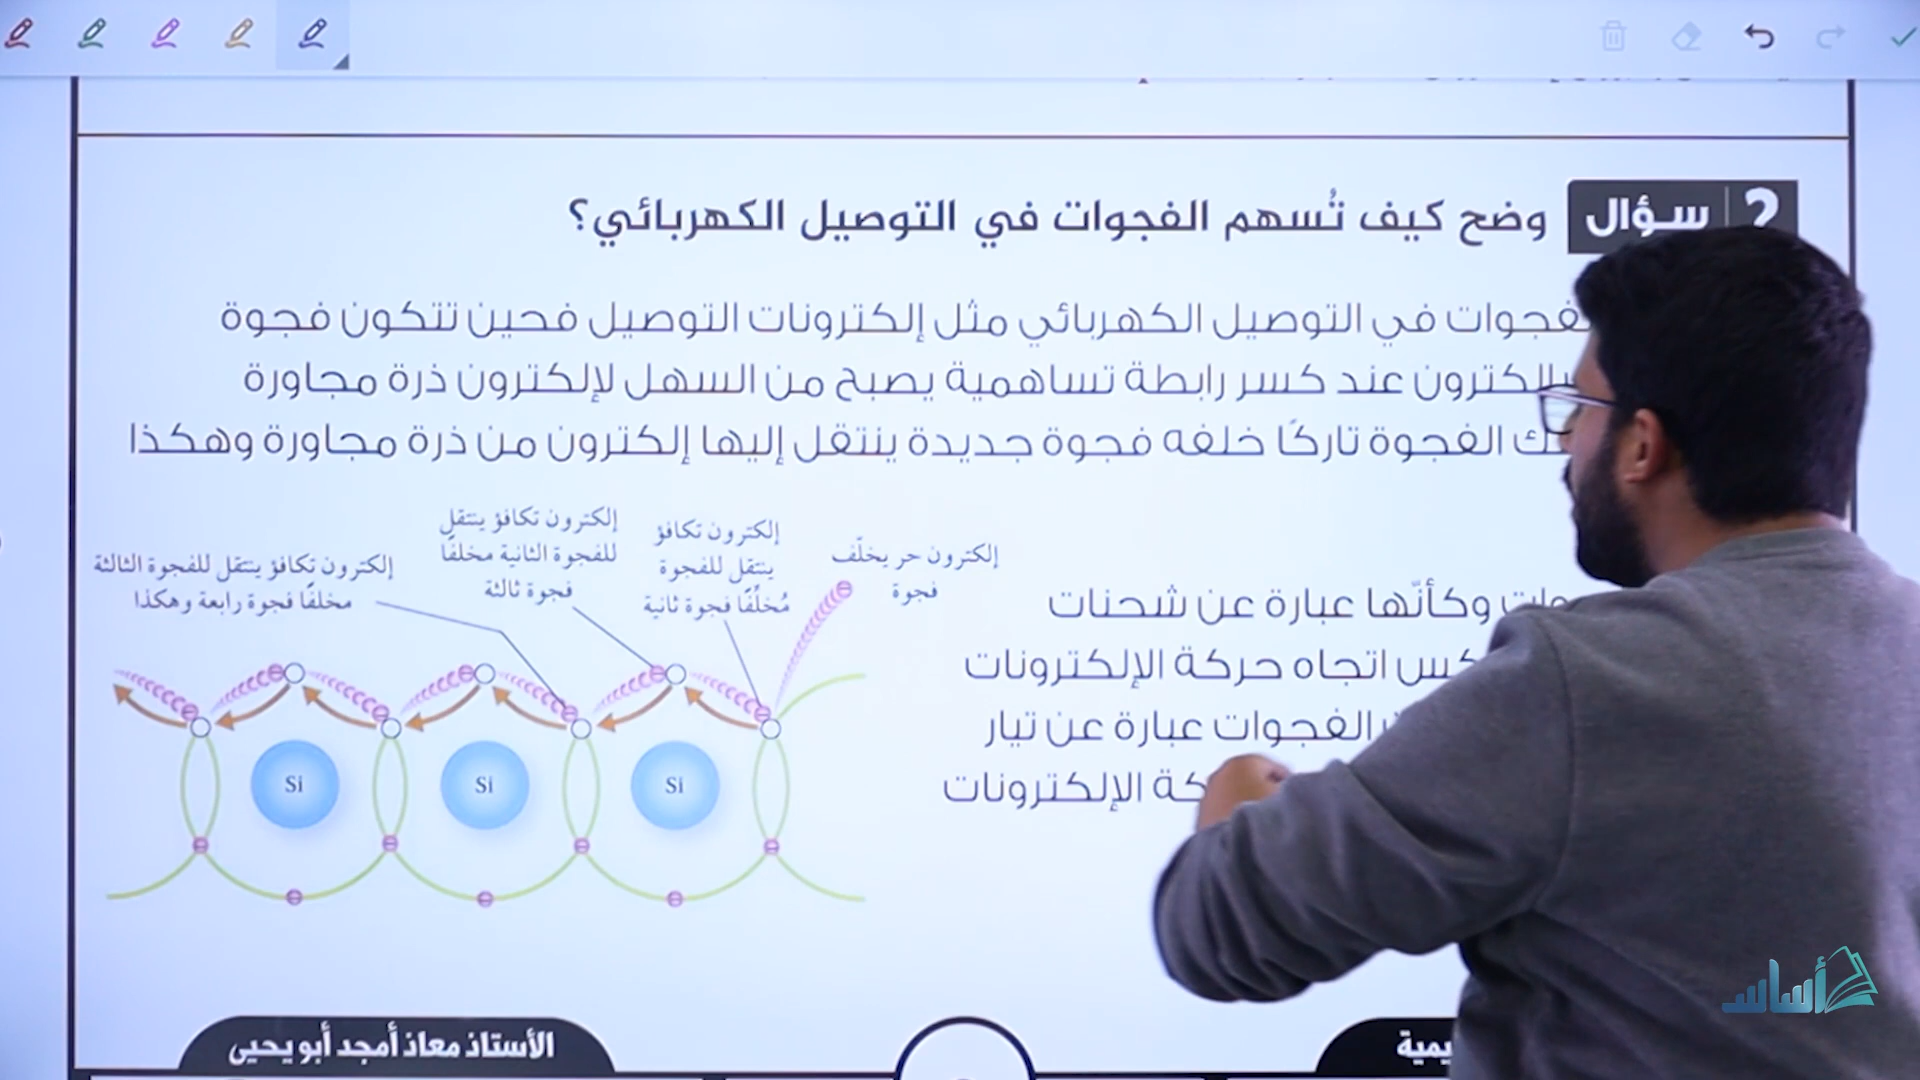 سؤال
وضح كيف تُسهم الفجوات في التوصيل الكهربائي؟
في التوصيل الكهربائي مثل إلكترونات التوصيل فحين تتكون فجوة
عند كسر رابطة تساهمية يصبح من السهل لإلكترون ذرة مجاورة
الفجوة تاركًا خلفه فجوة جديدة ينتقل إليها إلكترون من ذرة مجاورة وهكذا
إلكترون حر يخلّف
فجوة
إلكترون تكافؤ
ينتقل للفجوة
مُخلِّفًا فجوة ثانية
إلكترون تكافؤ ينتقل
للفجوة الثانية مخلفًا
فجوة ثالثة
إلكترون تكافؤ ينتقل للفجوة الثالثة
مخلفًا فجوة رابعة وهكذا
وكأنّها عبارة عن شحنات
اتجاه حركة الإلكترونات
الفجوات عبارة عن تيار
الإلكترونات
Si
Si
Si
أساس
الأستاذ معاذ أمجد أبو يحيى